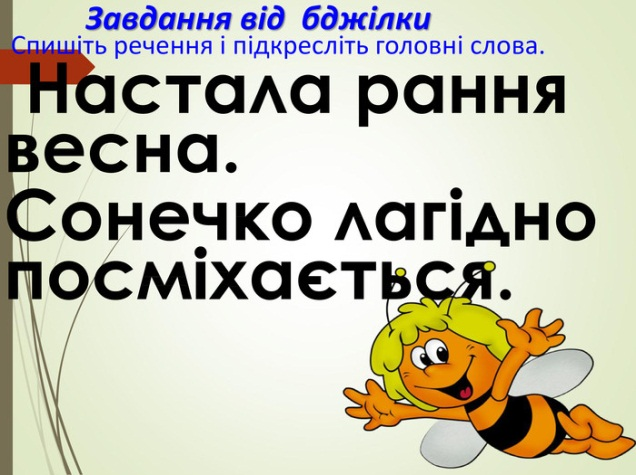 Завдання від бджілки
Спишіть речення і підкресліть головні слова.
Настала рання
весна.
Сонечко лагідно
посміхається.